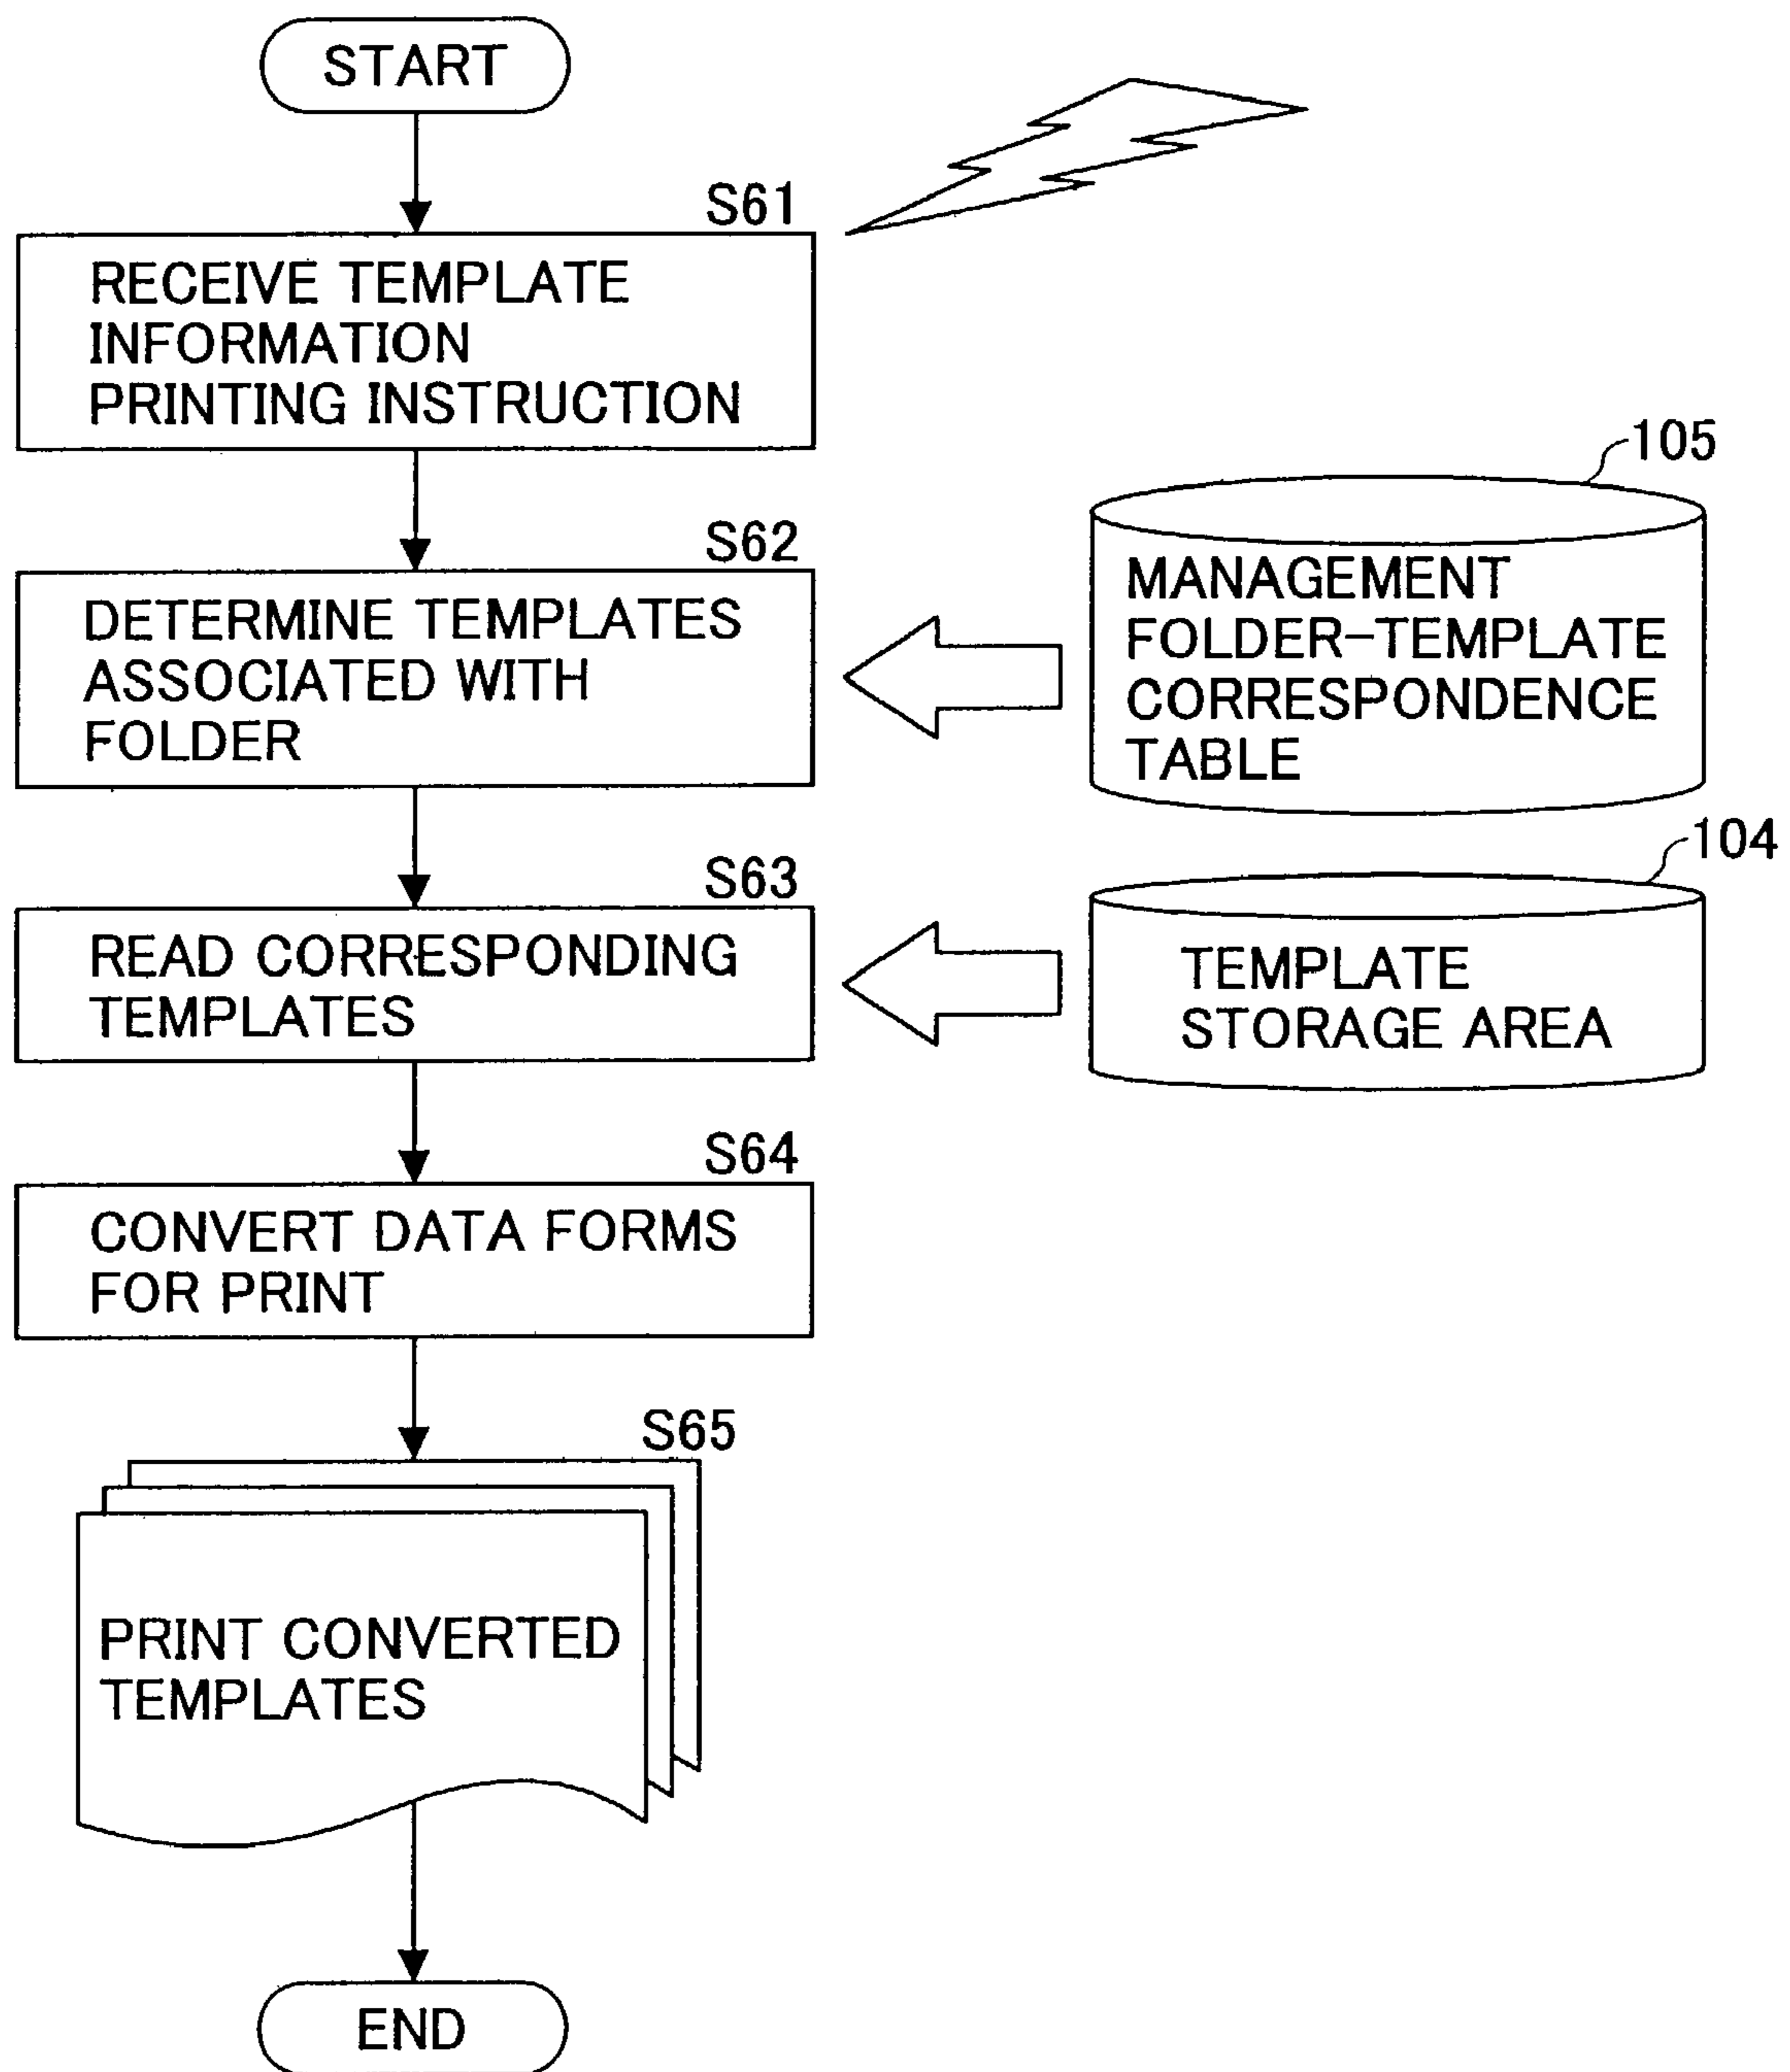 START
S61
RECEIVE TEMPLATE
INFORMATION
PRINTING INSTRUCTION
105
S62
DETERMINE TEMPLATES
ASSOCIATED WITH
FOLDER
MANAGEMENT
FOLDER-TEMPLATE
CORRESPONDENCE
TABLE
104
S63
READ CORRESPONDING
TEMPLATES
TEMPLATE
STORAGE AREA
S64
CONVERT DATA FORMS
FOR PRINT
S65
PRINT CONVERTED
TEMPLATES
END